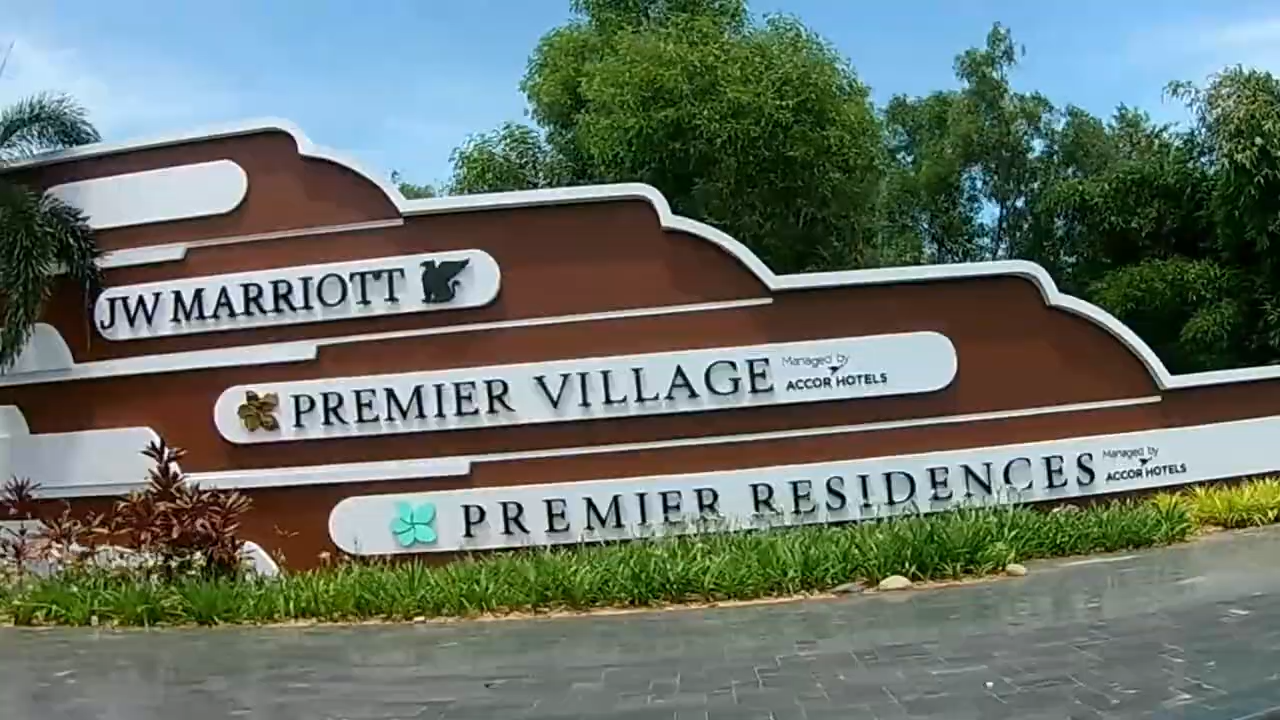 JW MARRIOTT
PREMIER VILLAGE
Managed by
ACCOR HOTELS
PREMIER RESIDENCES
Managed by
ACCOR HOTELS